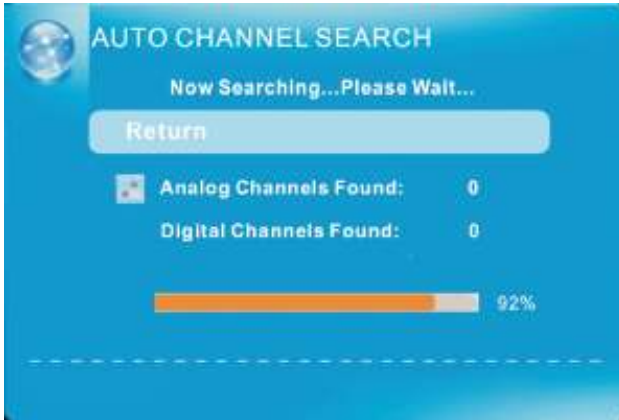 AUTO CHANNEL SEARCH
Now Searching...Please Wait...
Return
Analog Channels Found: 0
Digital Channels Found: 0
92%